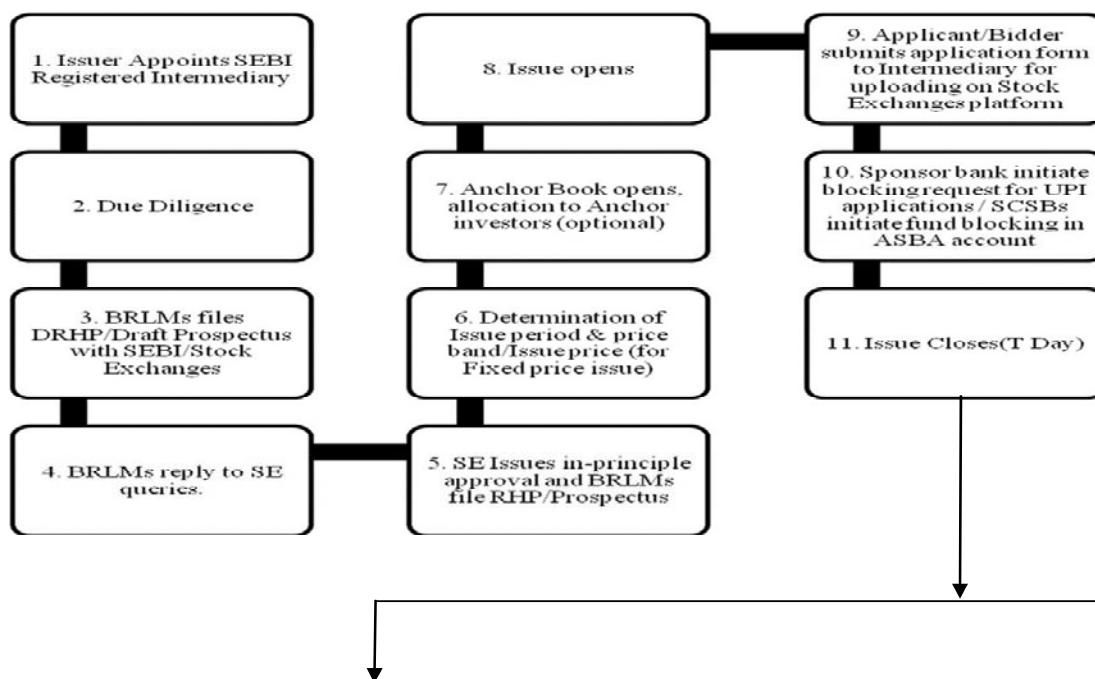 1. Issuer Appoints SEBI
Registered Intermediary
2. Due Diligence
3. BRLMs files
DRHP/Draft Prospectus
with SEBI/Stock
Exchanges
4. BRLMs reply to SE
queries.
5. SE Issues in-principle
approval and BRLMs
file RHP/Prospectus
6. Determination of
Issue period & price
band/Issue price (for
Fixed price issue)
7. Anchor Book opens,
allocation to Anchor
investors (optional)
8. Issue opens
9. Applicant/Bidder
submits application form
to Intermediary for
uploading on Stock
Exchanges platform
10. Sponsor bank initiate
blocking request for UPI
applications / SCSBs
initiate fund blocking in
ASBA account
11. Issue Closes(T Day)